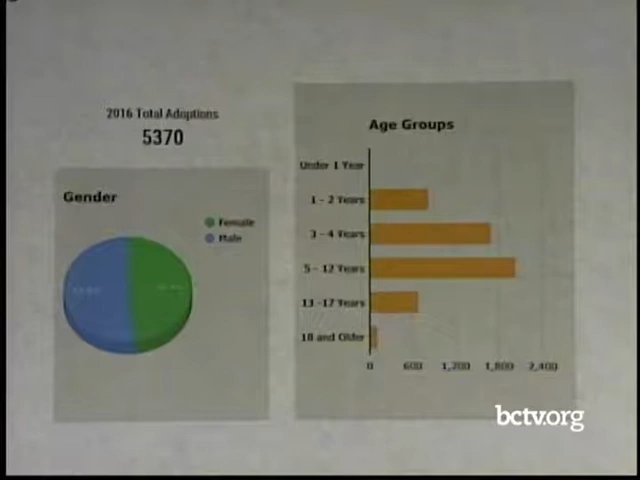 2016 Total Adoptions
5370
Gender
Female
Male
Age Groups
Under 1 Year
1 - 2 Years
3 - 4 Years
5 - 12 Years
13 -17 Years
18 and Older
0 600 1,200 1,800 2,400
bctv.org